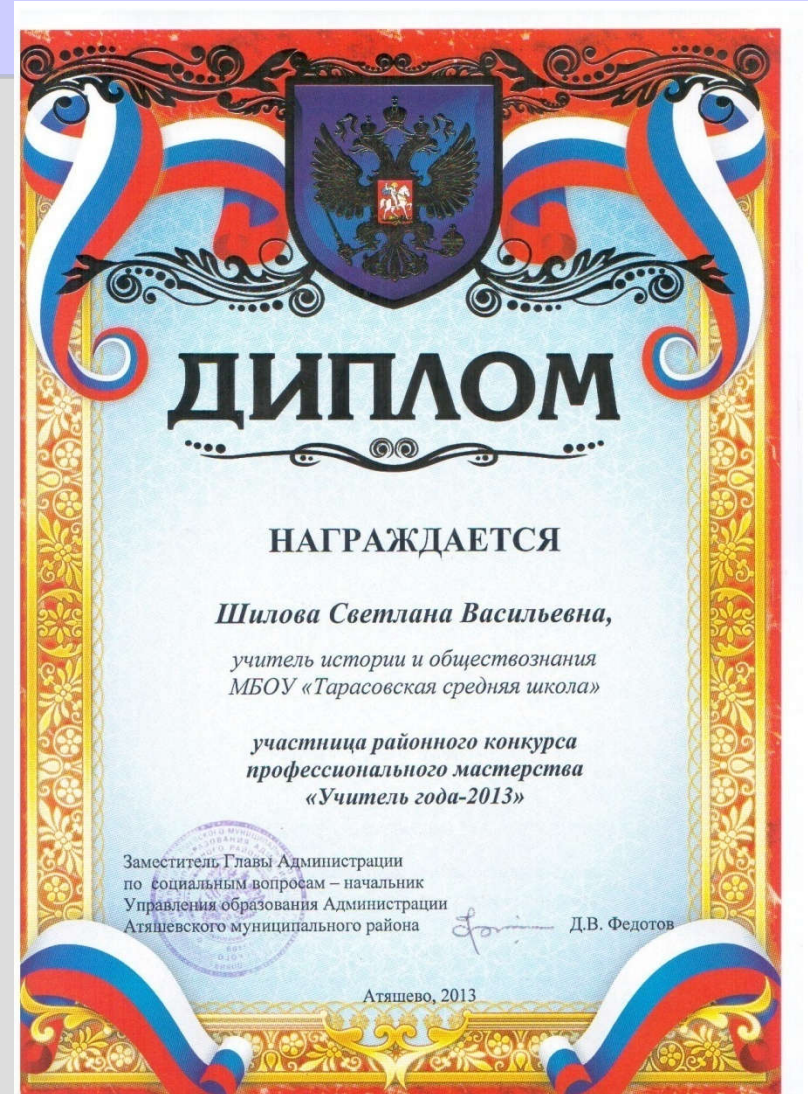 ДИПЛОМ
НАГРАЖДАЕТСЯ
Шилова Светлана Васильевна,
учитель истории и обществознания
МБОУ «Тарасовская средняя школа»
участница районного конкурса
профессионального мастерства
«Учитель года-2013»
Заместитель Главы Администрации
по социальным вопросам – начальник
Управления образования Администрации
Атяшевского муниципального района Д.В. Федотов
Атяшево, 2013